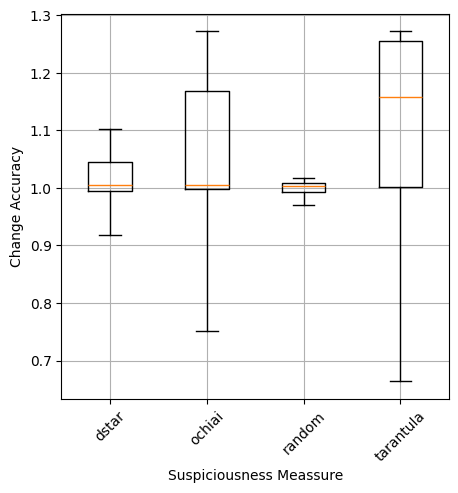 1.3
1.2
1.1
1.0
0.9
0.8
0.7
Change Accuracy
dstar
ochiai
random
tarantula
Suspiciousness Meassure